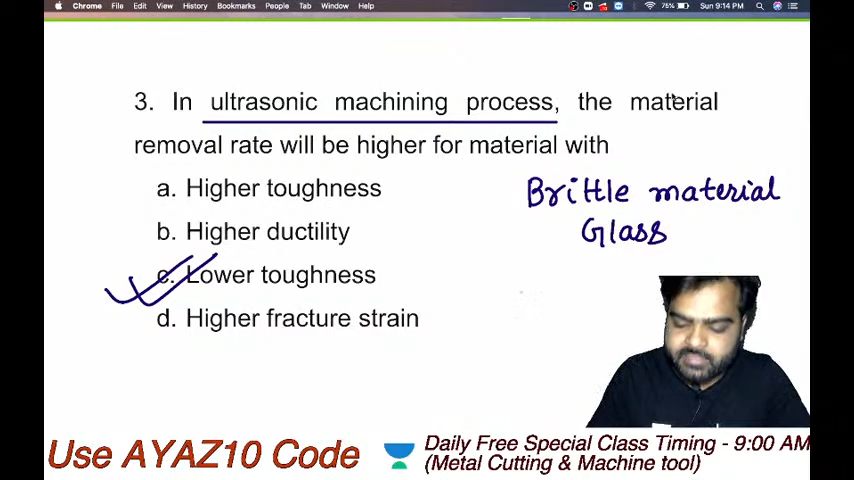 Chrome File Edit View History Bookmarks People Tab Window Help
75% Sun 9:14 PM
3. In ultrasonic machining process, the material
removal rate will be higher for material with
a. Higher toughness
b. Higher ductility
c. Lower toughness
d. Higher fracture strain
Brittle material
Glass
Use AYAZ10 Code
Daily Free Special Class Timing - 9:00 AM
(Metal Cutting & Machine tool)